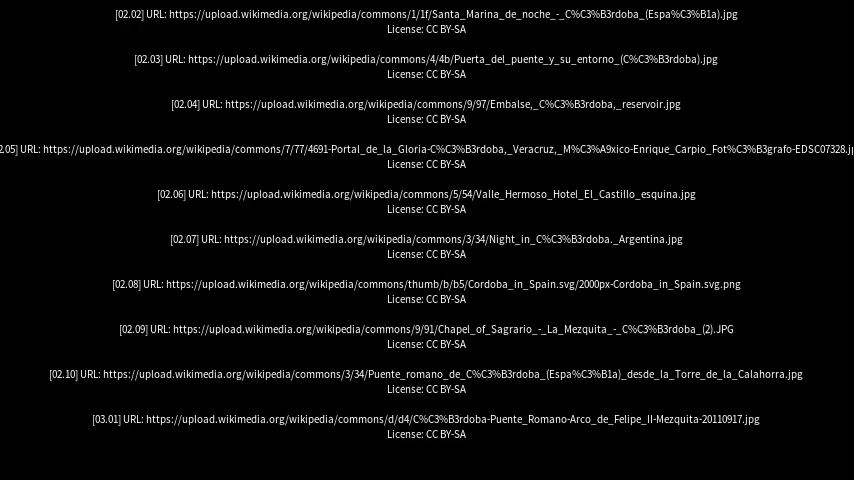 [02.02] URL: https://upload.wikimedia.org/wikipedia/commons/1/1f/Santa_Marina_de_noche_-_C%C3%B3rdoba_(Espa%C3%B1a).jpg
License: CC BY-SA
[02.03] URL: https://upload.wikimedia.org/wikipedia/commons/4/4b/Puerta_del_puente_y_su_entorno_(C%C3%B3rdoba).jpg
License: CC BY-SA
[02.04] URL: https://upload.wikimedia.org/wikipedia/commons/9/97/Embalse,_C%C3%B3rdoba,_reservoir.jpg
License: CC BY-SA
2.05] URL: https://upload.wikimedia.org/wikipedia/commons/7/77/4691-Portal_de_la_Gloria-C%C3%B3rdoba,_Veracruz,_M%C3%A9xico-Enrique_Carpio_Fot%C3%B3grafo-EDSC07328.jp
License: CC BY-SA
[02.06] URL: https://upload.wikimedia.org/wikipedia/commons/5/54/Valle_Hermoso_Hotel_El_Castillo_esquina.jpg
License: CC BY-SA
[02.07] URL: https://upload.wikimedia.org/wikipedia/commons/3/34/Night_in_C%C3%B3rdoba._Argentina.jpg
License: CC BY-SA
[02.08] URL: https://upload.wikimedia.org/wikipedia/commons/thumb/b/b5/Cordoba_in_Spain.svg/2000px-Cordoba_in_Spain.svg.png
License: CC BY-SA
[02.09] URL: https://upload.wikimedia.org/wikipedia/commons/9/91/Chapel_of_Sagrario_-_La_Mezquita_-_C%C3%B3rdoba_(2).JPG
License: CC BY-SA
[02.10] URL: https://upload.wikimedia.org/wikipedia/commons/3/34/Puente_romano_de_C%C3%B3rdoba_(Espa%C3%B1a)_desde_la_Torre_de_la_Calahorra.jpg
License: CC BY-SA
[03.01] URL: https://upload.wikimedia.org/wikipedia/commons/d/d4/C%C3%B3rdoba-Puente_Romano-Arco_de_Felipe_II-Mezquita-20110917.jpg
License: CC BY-SA